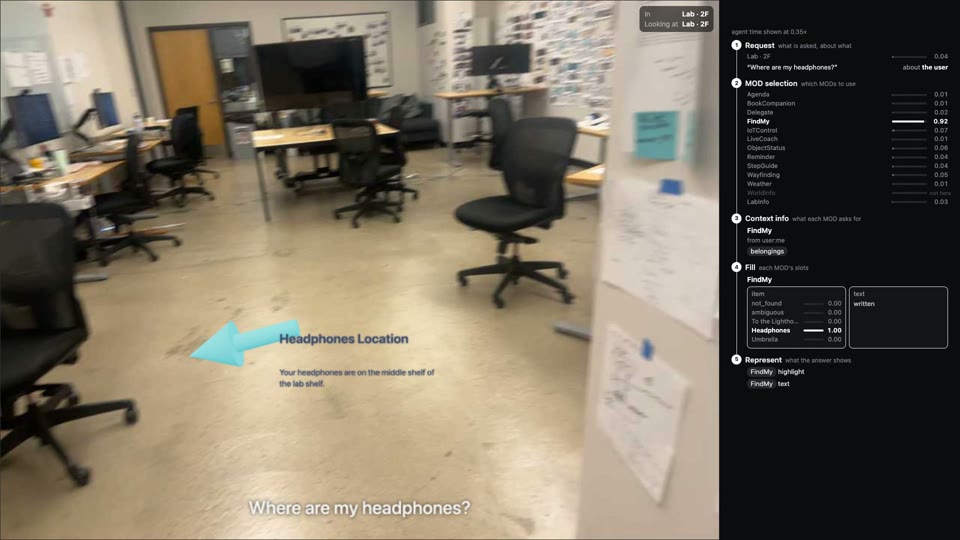 In Lab · 2F
Looking at Lab · 2F
Headphones Location
Your headphones are on the middle shelf of
the lab shelf.
Where are my headphones?
agent time shown at 0.35×
1 Request what is asked, about what
Lab · 2F 0.04
"Where are my headphones?" about the user
2 MOD selection which MODs to use
Agenda 0.01
BookCompanion 0.01
Delegate 0.02
FindMy 0.92
IoTControl 0.07
LiveCoach 0.01
ObjectStatus 0.06
Reminder 0.04
StepGuide 0.04
Wayfinding 0.05
Weather 0.01
WorldInfo not here
LabInfo 0.03
3 Context info what each MOD asks for
FindMy
from user:me
belongings
4 Fill each MOD's slots
FindMy
item
not_found 0.00
ambiguous 0.00
To the Lightho... 0.00
Headphones 1.00
Umbrella 0.00
text
written
5 Represent what the answer shows
FindMy highlight
FindMy text